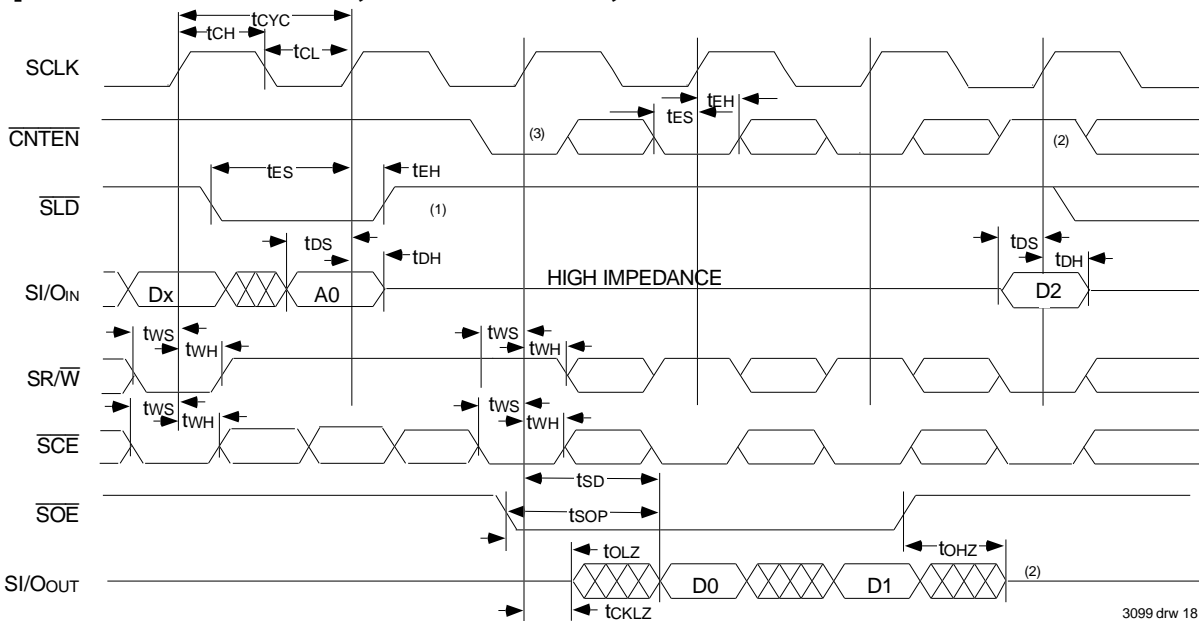 tCYC
tCH
tCL
SCLK
tEH
tES
CNTEN
(3)
(2)
tES
tEH
SLD
(1)
tDS
tDH
tDS
tDH
HIGH IMPEDANCE
SI/OIN
Dx
A0
D2
tWS
tWH
tWS
tWH
SR/W
tWS
tWH
tWS
tWH
SCE
tSD
SOE
tSOP
tOLZ
tOHZ
SI/OOUT
D0
D1
(2)
tCKLZ
3099 drw 18